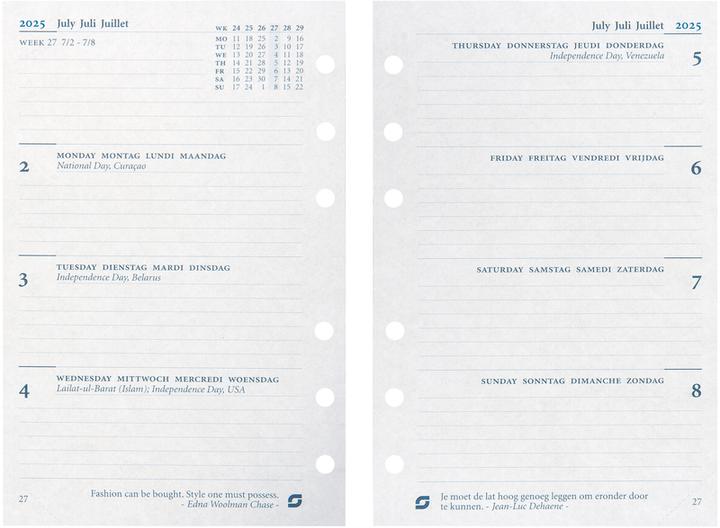 2025 July Juli Juillet
WEEK 27 7/2 - 7/8
WK 24 25 26 27 28 29
MO 11 18 25 2 9 16
TU 12 19 26 3 10 17
WE 13 20 27 4 11 18
TH 14 21 28 5 12 19
FR 15 22 29 6 13 20
SA 16 23 30 7 14 21
SU 17 24 1 8 15 22
2
MONDAY MONTAG LUNDI MAANDAG
National Day, Curaçao
3
TUESDAY DIENSTAG MARDI DINSDAG
Independence Day, Belarus
4
WEDNESDAY MITTWOCH MERCREDI WOENSDAG
Lailat-ul-Barat (Islam); Independence Day, USA
27
Fashion can be bought. Style one must possess.
- Edna Woolman Chase -
July Juli Juillet 2025
THURSDAY DONNERSTAG JEUDI DONDERDAG
Independence Day, Venezuela
5
FRIDAY FREITAG VENDREDI VRIJDAG
6
SATURDAY SAMSTAG SAMEDI ZATERDAG
7
SUNDAY SONNTAG DIMANCHE ZONDAG
8
Je moet de lat hoog genoeg leggen om eronder door
te kunnen. - Jean-Luc Dehaene -
27